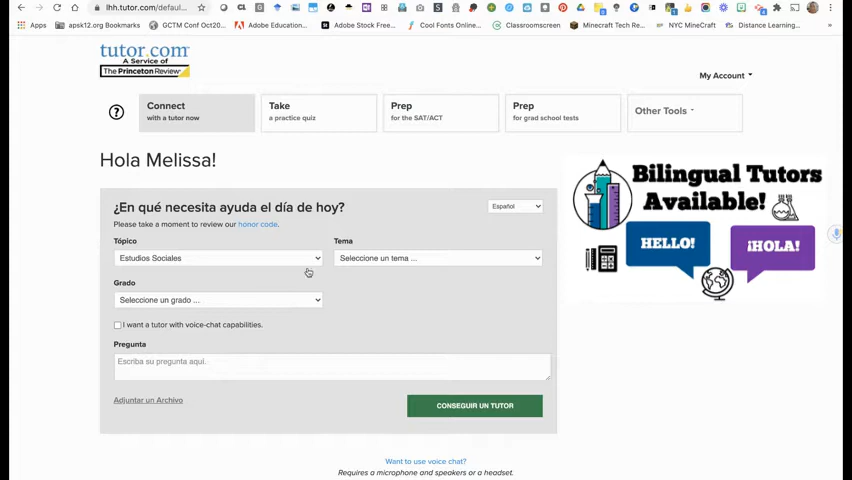 lhh.tutor.com/default...
Apps
apsk12.org Bookmarks
GCTM Conf Oct20...
Adobe Education...
Adobe Stock Free...
Cool Fonts Online...
Classroomscreen
Minecraft Tech Re...
NYC MineCraft
Distance Learning...
tutor.com
A Service of
The Princeton Review
My Account
?
Connect
with a tutor now
Take
a practice quiz
Prep
for the SAT/ACT
Prep
for grad school tests
Other Tools
Hola Melissa!
¿En qué necesita ayuda el día de hoy?
Español
Please take a moment to review our honor code.
Tópico
Tema
Estudios Sociales
Seleccione un tema ...
Grado
Seleccione un grado ...
I want a tutor with voice-chat capabilities.
Pregunta
Escriba su pregunta aquí.
Adjuntar un Archivo
CONSEGUIR UN TUTOR
Want to use voice chat?
Requires a microphone and speakers or a headset.
Bilingual Tutors
Available!
HELLO!
¡HOLA!